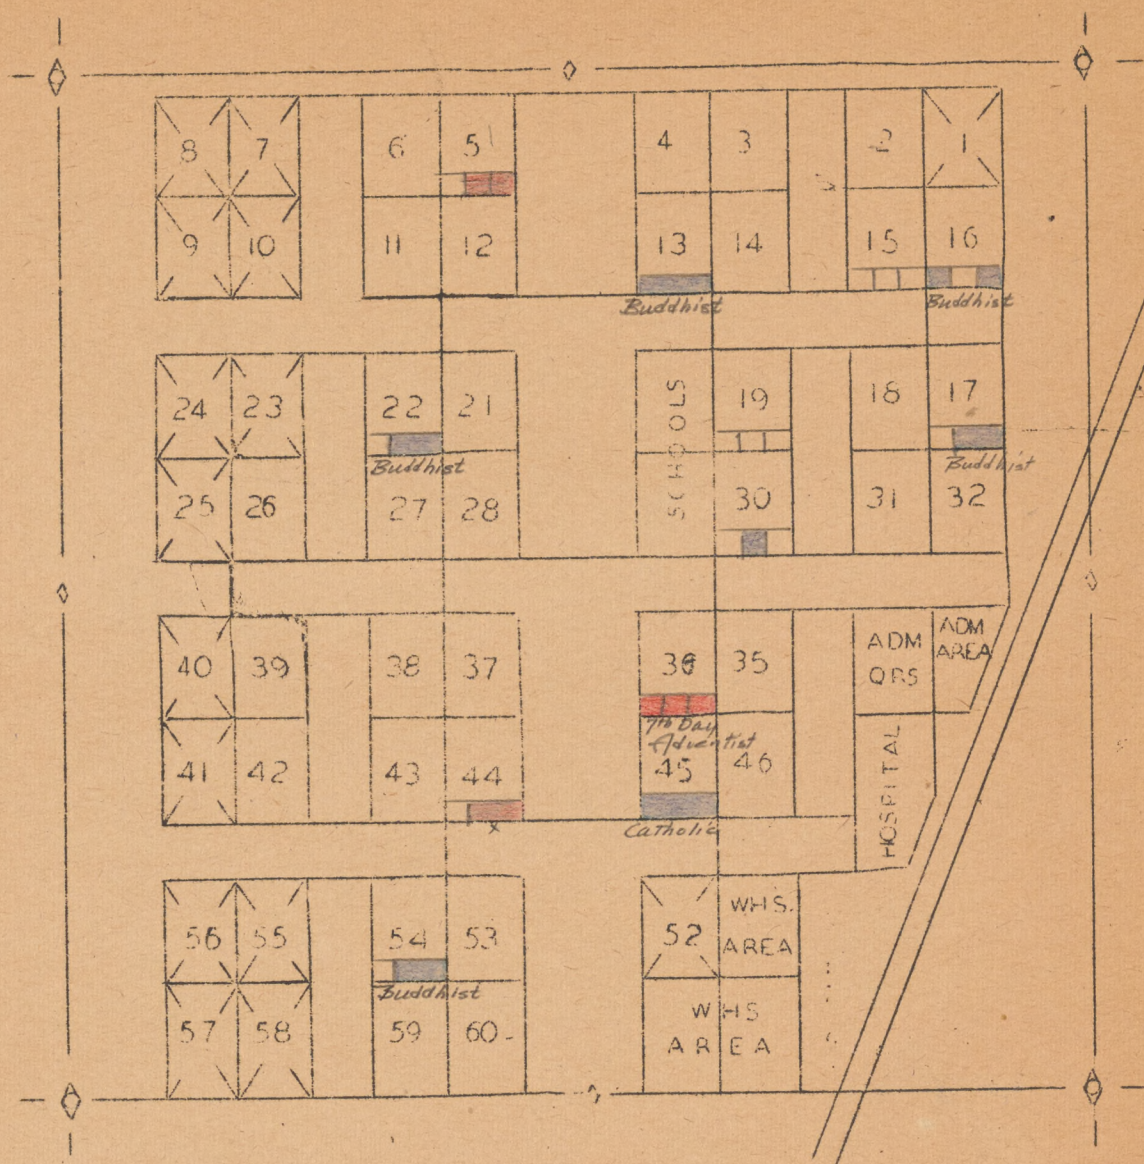 8 7 6 5 4 3 2 1
9 10 11 12 13 14 15 16
Buddhist Buddhist
24 23 22 21 SCHOOLS 19 18 17
Buddhist Buddhist
25 26 27 28 30 31 32
40 39 38 37 36 35 ADM QRS ADM AREA
7th Day
Adventist
41 42 43 44 45 46 HOSPITAL
x Catholic
56 55 54 53 52 WHS. AREA
Buddhist
57 58 59 60 WHS AREA